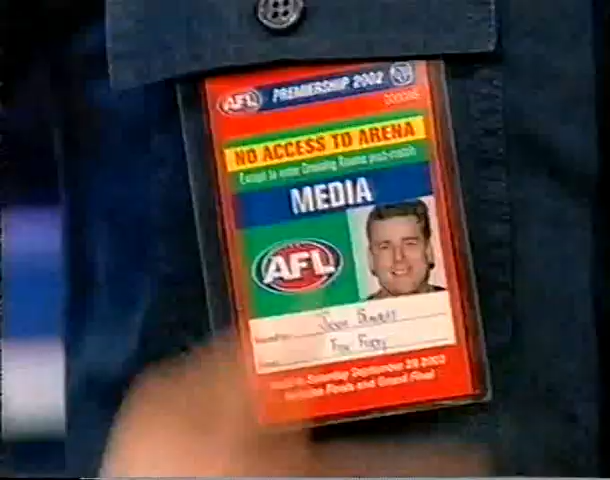 AFL PREMIERSHIP 2002
NO ACCESS TO ARENA
Except to enter Dressing Rooms post-match
MEDIA
AFL
Fox Footy
Saturday September 28 2002
Includes Finals and Grand Final